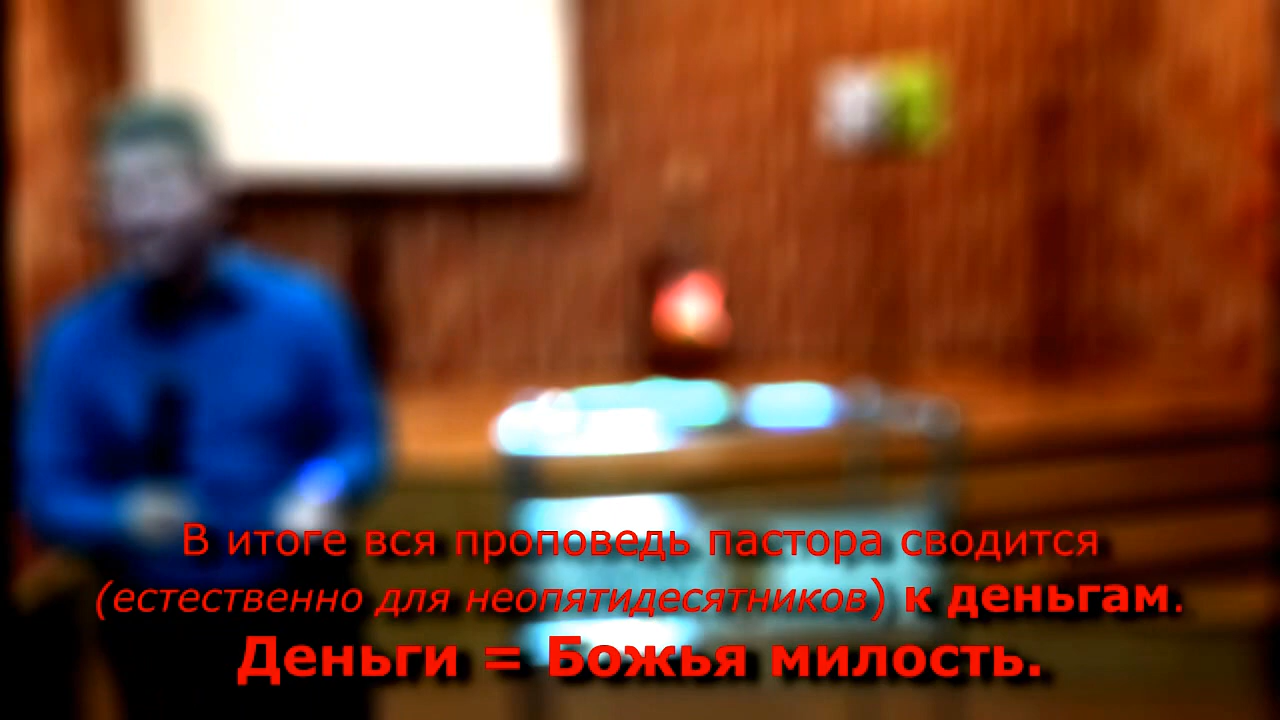 В итоге вся проповедь пастора сводится
(естественно для неопятидесятников) к деньгам.
Деньги = Божья милость.